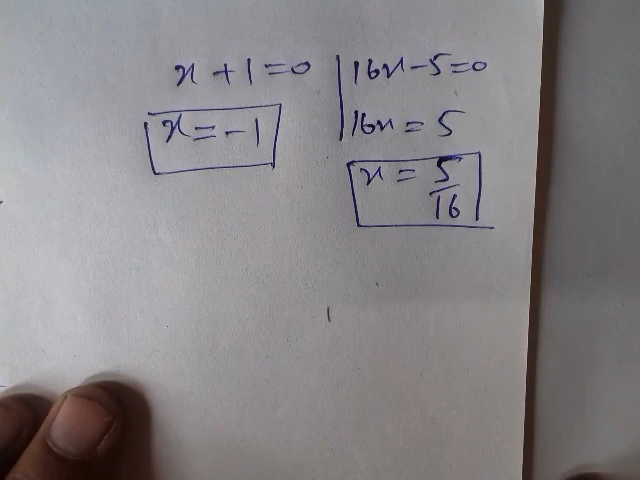 x + 1 = 0 | 16x - 5 = 0
x = -1 | 16x = 5
x = 5/16